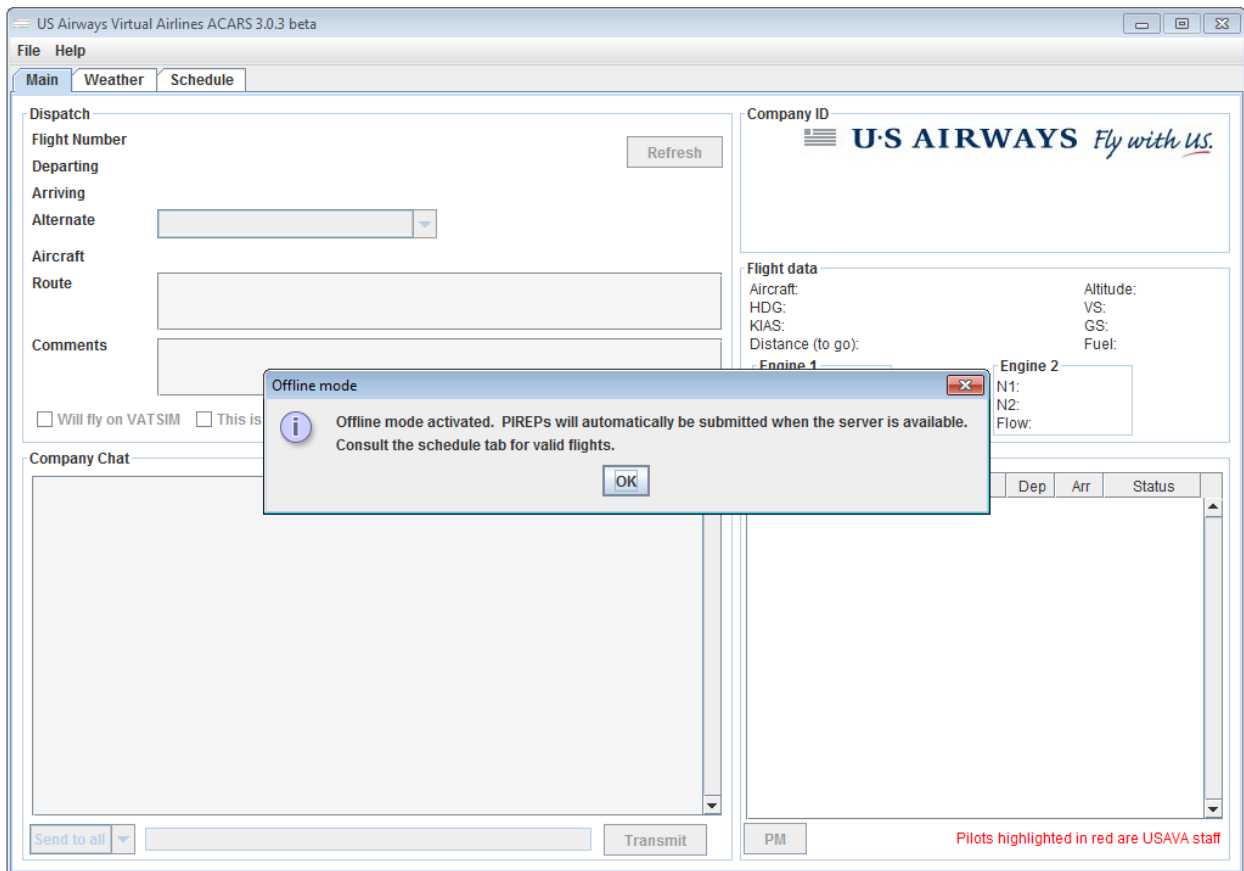 US Airways Virtual Airlines ACARS 3.0.3 beta
File Help
Main Weather Schedule
Dispatch
Flight Number
Refresh
Departing
Arriving
Alternate
Aircraft
Route
Comments
Will fly on VATSIM This is
Company ID
U·S AIRWAYS Fly with US.
Flight data
Aircraft: Altitude:
HDG: VS:
KIAS: GS:
Distance (to go): Fuel:
Engine 1 Engine 2
N1:
N2:
Flow:
Offline mode
Offline mode activated. PIREPs will automatically be submitted when the server is available.
Consult the schedule tab for valid flights.
OK
Company Chat
Dep Arr Status
Send to all Transmit
PM Pilots highlighted in red are USAVA staff